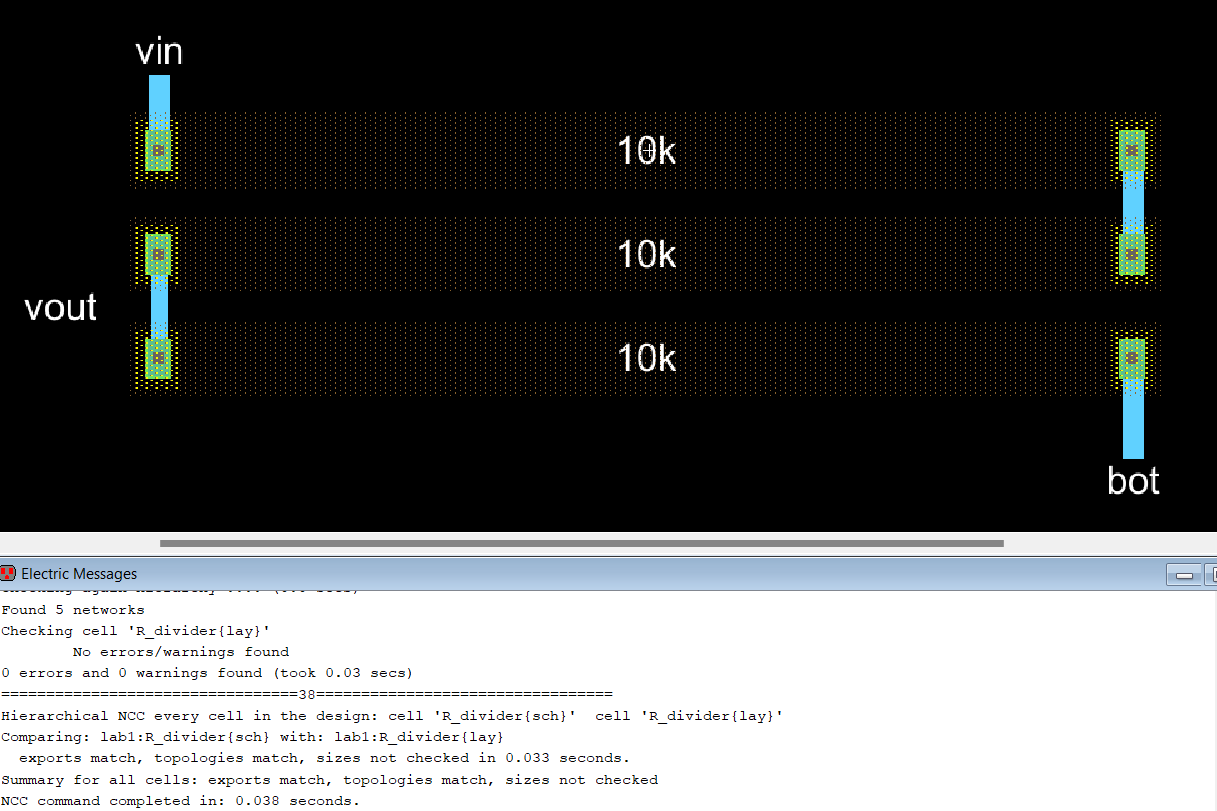 vin
10k
10k
vout
10k
bot
Electric Messages
Found 5 networks
Checking cell 'R_divider{lay}'
No errors/warnings found
0 errors and 0 warnings found (took 0.03 secs)
=================================38=================================
Hierarchical NCC every cell in the design: cell 'R_divider{sch}'  cell 'R_divider{lay}'
Comparing: lab1:R_divider{sch} with: lab1:R_divider{lay}
exports match, topologies match, sizes not checked in 0.033 seconds.
Summary for all cells: exports match, topologies match, sizes not checked
NCC command completed in: 0.038 seconds.